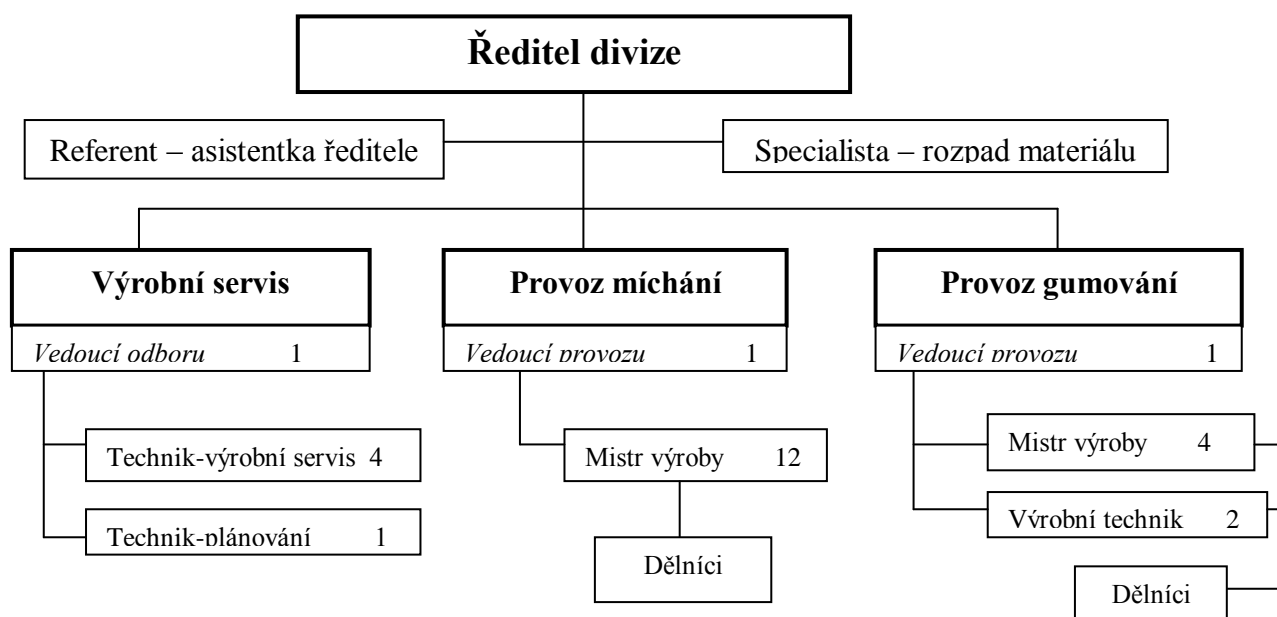 Ředitel divize
Referent – asistentka ředitele
Specialista – rozpad materiálu
Výrobní servis
Vedoucí odboru 1
Technik-výrobní servis 4
Technik-plánování 1
Provoz míchání
Vedoucí provozu 1
Mistr výroby 12
Dělníci
Provoz gumování
Vedoucí provozu 1
Mistr výroby 4
Výrobní technik 2
Dělníci